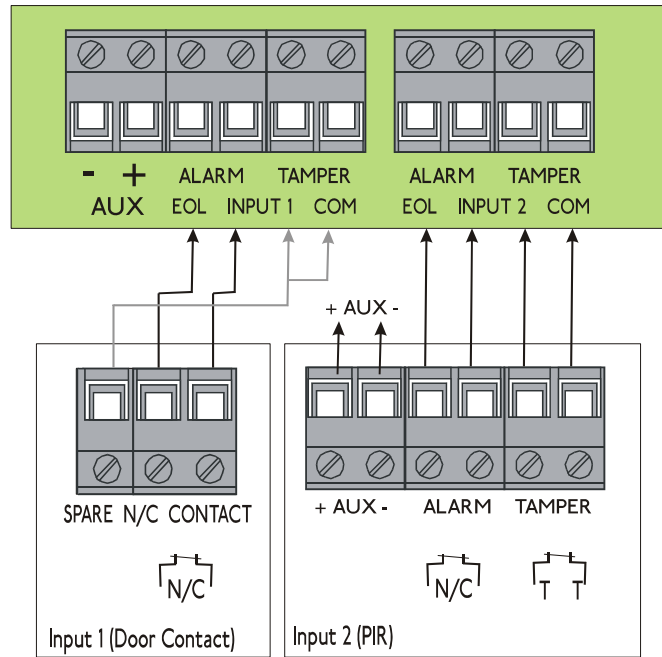 - + ALARM TAMPER ALARM TAMPER
AUX EOL INPUT 1 COM EOL INPUT 2 COM
+ AUX -
SPARE N/C CONTACT
+ AUX - ALARM TAMPER
N/C
N/C
T T
Input 1 (Door Contact)
Input 2 (PIR)